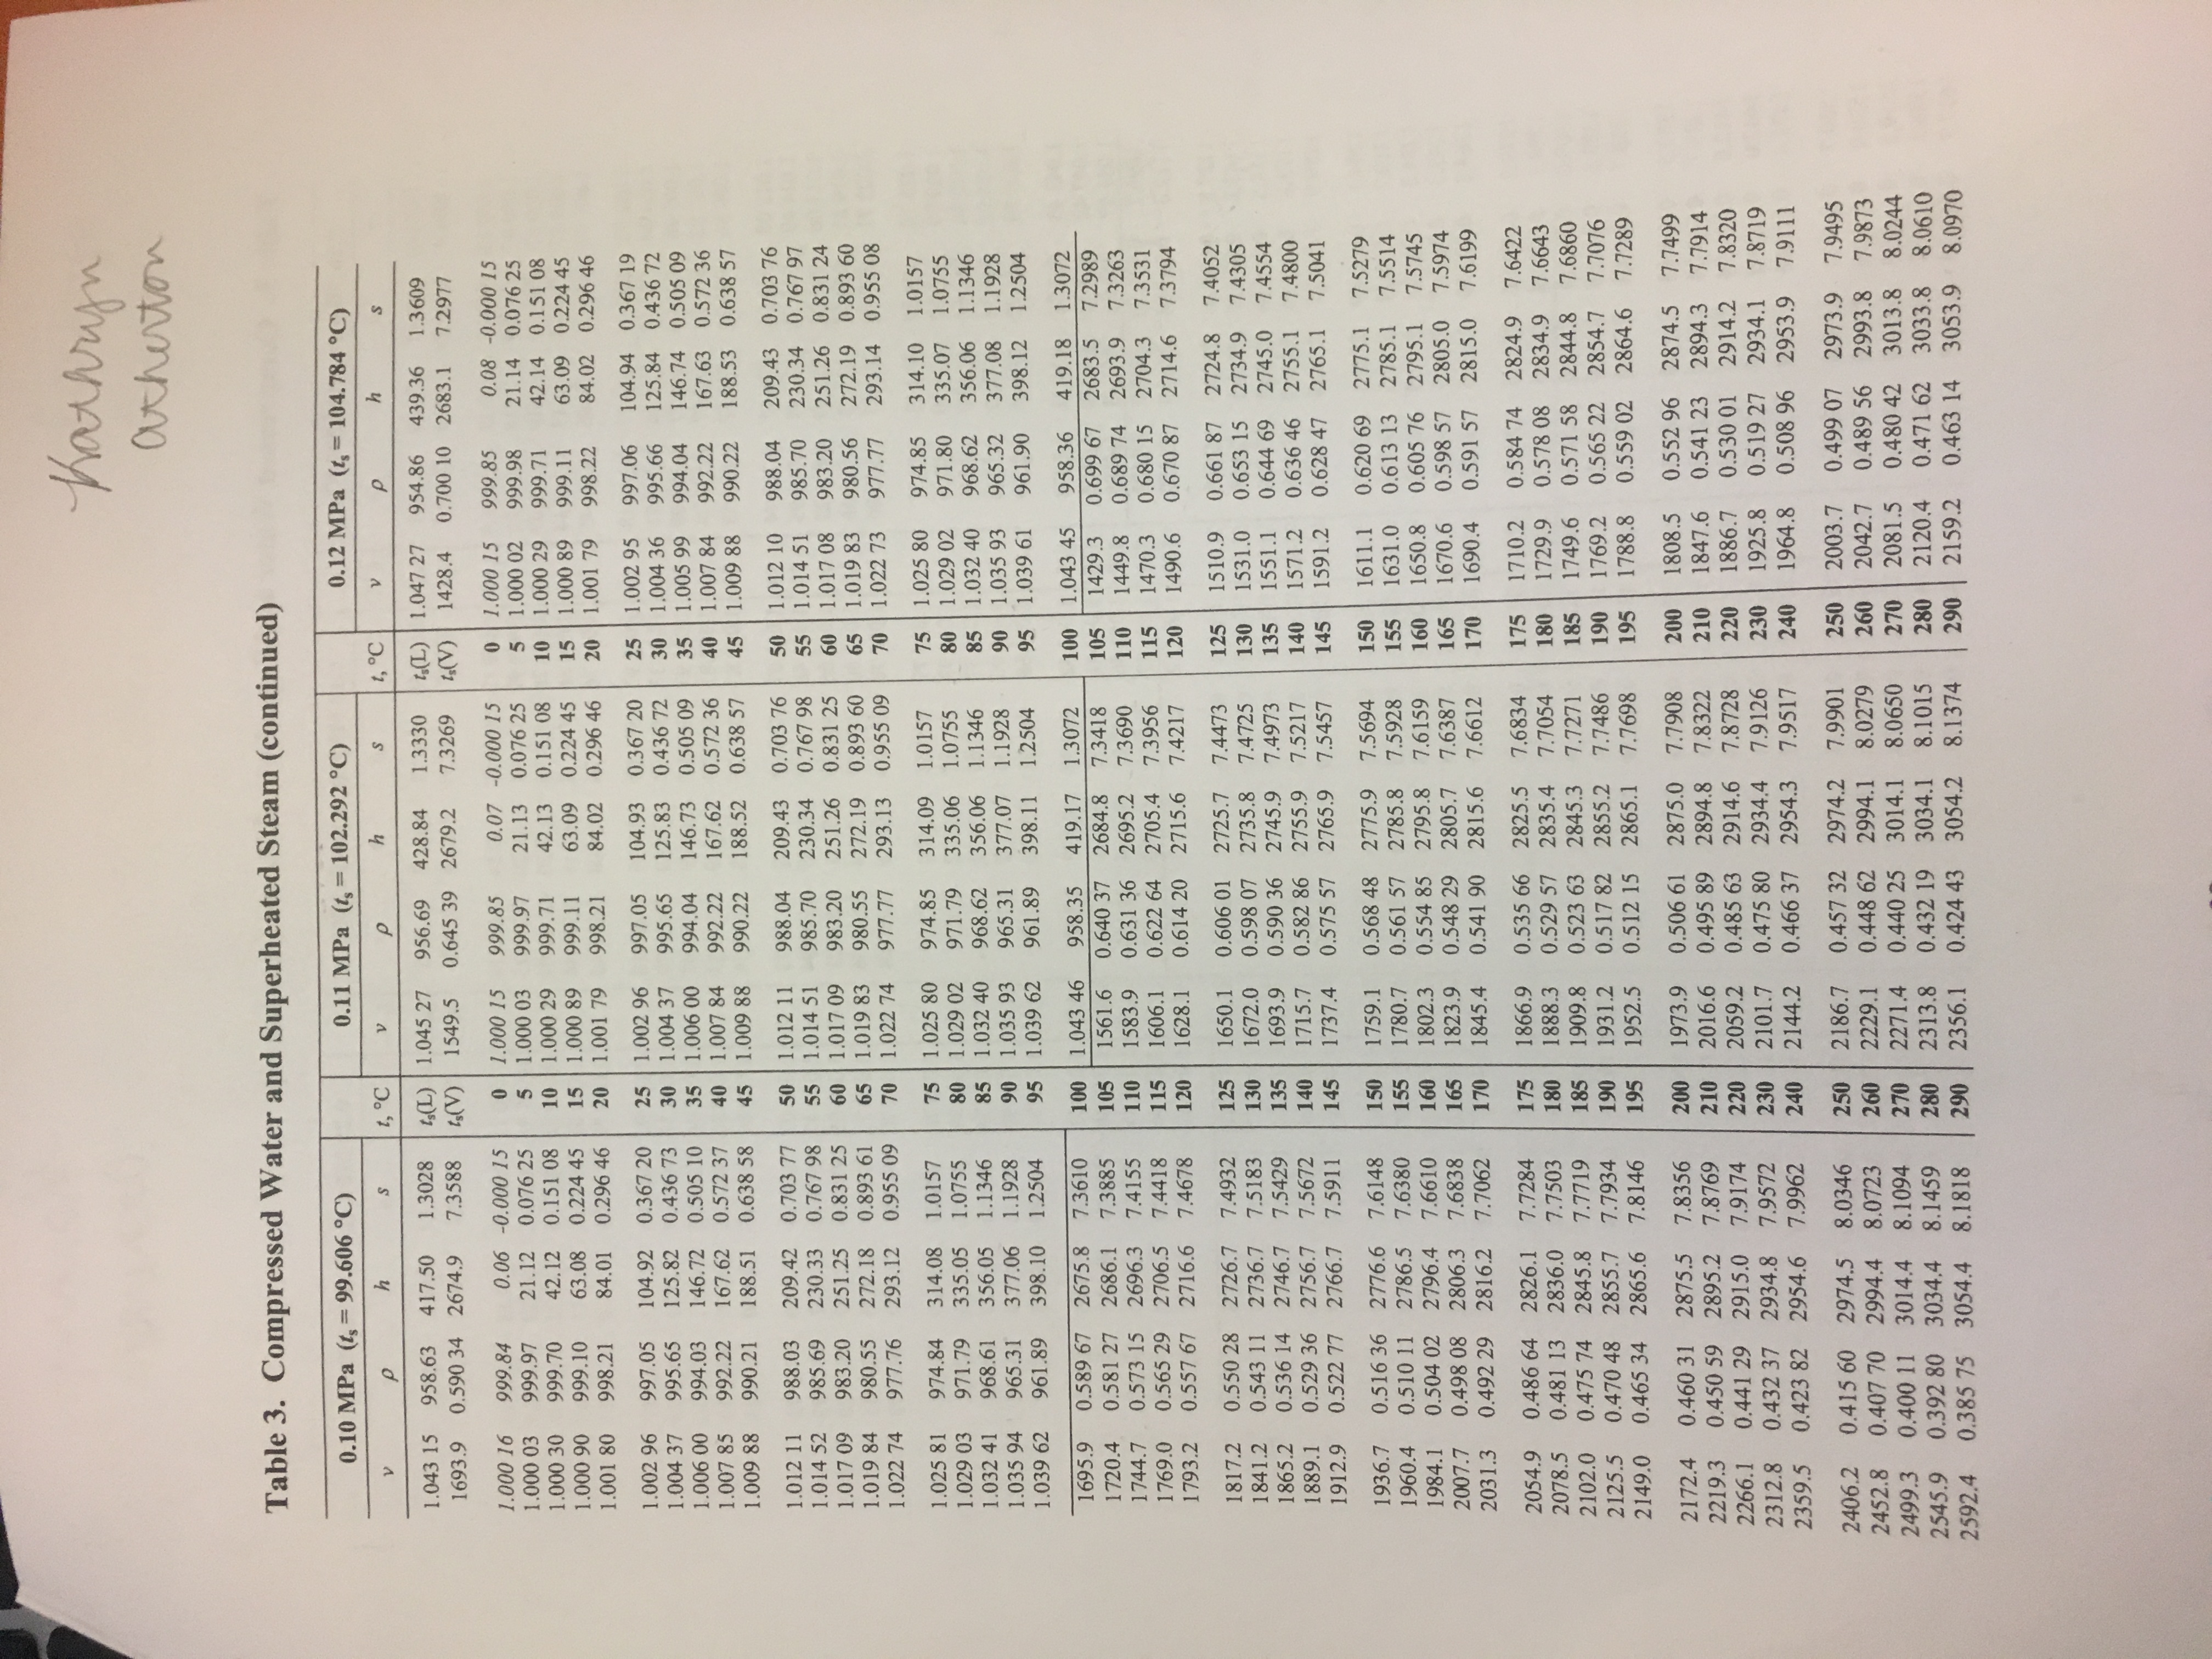 Kathryn
Atherton
Table 3. Compressed Water and Superheated Steam (continued)
0.10 MPa (tₛ = 99.606 °C) 0.11 MPa (tₛ = 102.292 °C) 0.12 MPa (tₛ = 104.784 °C)
v ρ h s t, °C v ρ h s t, °C v ρ h s
1.043 15 958.63 417.50 1.3028 tₛ(L) 1.045 27 956.69 428.84 1.3330 tₛ(L) 1.047 27 954.86 439.36 1.3609
1693.9 0.590 34 2674.9 7.3588 tₛ(V) 1549.5 0.645 39 2679.2 7.3269 tₛ(V) 1428.4 0.700 10 2683.1 7.2977
1.000 16 999.84 0.06 -0.000 15 0 1.000 15 999.85 0.07 -0.000 15 0 1.000 15 999.85 0.08 -0.000 15
1.000 03 999.97 21.12 0.076 25 5 1.000 03 999.97 21.13 0.076 25 5 1.000 02 999.98 21.14 0.076 25
1.000 30 999.70 42.12 0.151 08 10 1.000 29 999.71 42.13 0.151 08 10 1.000 29 999.71 42.14 0.151 08
1.000 90 999.10 63.08 0.224 45 15 1.000 89 999.11 63.09 0.224 45 15 1.000 89 999.11 63.09 0.224 45
1.001 80 998.21 84.01 0.296 46 20 1.001 79 998.21 84.02 0.296 46 20 1.001 79 998.22 84.02 0.296 46
1.002 96 997.05 104.92 0.367 20 25 1.002 96 997.05 104.93 0.367 20 25 1.002 95 997.06 104.94 0.367 19
1.004 37 995.65 125.82 0.436 73 30 1.004 37 995.65 125.83 0.436 72 30 1.004 36 995.66 125.84 0.436 72
1.006 00 994.03 146.72 0.505 10 35 1.006 00 994.04 146.73 0.505 09 35 1.005 99 994.04 146.74 0.505 09
1.007 85 992.22 167.62 0.572 37 40 1.007 84 992.22 167.62 0.572 36 40 1.007 84 992.22 167.63 0.572 36
1.009 88 990.21 188.51 0.638 58 45 1.009 88 990.22 188.52 0.638 57 45 1.009 88 990.22 188.53 0.638 57
1.012 11 988.03 209.42 0.703 77 50 1.012 11 988.04 209.43 0.703 76 50 1.012 10 988.04 209.43 0.703 76
1.014 52 985.69 230.33 0.767 98 55 1.014 51 985.70 230.34 0.767 98 55 1.014 51 985.70 230.34 0.767 97
1.017 09 983.20 251.25 0.831 25 60 1.017 09 983.20 251.26 0.831 25 60 1.017 08 983.20 251.26 0.831 24
1.019 84 980.55 272.18 0.893 61 65 1.019 83 980.55 272.19 0.893 60 65 1.019 83 980.56 272.19 0.893 60
1.022 74 977.76 293.12 0.955 09 70 1.022 74 977.77 293.13 0.955 09 70 1.022 73 977.77 293.14 0.955 08
1.025 81 974.84 314.08 1.0157 75 1.025 80 974.85 314.09 1.0157 75 1.025 80 974.85 314.10 1.0157
1.029 03 971.79 335.05 1.0755 80 1.029 02 971.79 335.06 1.0755 80 1.029 02 971.80 335.07 1.0755
1.032 41 968.61 356.05 1.1346 85 1.032 40 968.62 356.06 1.1346 85 1.032 40 968.62 356.06 1.1346
1.035 94 965.31 377.06 1.1928 90 1.035 93 965.31 377.07 1.1928 90 1.035 93 965.32 377.08 1.1928
1.039 62 961.89 398.10 1.2504 95 1.039 62 961.89 398.11 1.2504 95 1.039 61 961.90 398.12 1.2504
1695.9 0.589 67 2675.8 7.3610 100 1.043 46 958.35 419.17 1.3072 100 1.043 45 958.36 419.18 1.3072
1720.4 0.581 27 2686.1 7.3885 105 1561.6 0.640 37 2684.8 7.3418 105 1429.3 0.699 67 2683.5 7.2989
1744.7 0.573 15 2696.3 7.4155 110 1583.9 0.631 36 2695.2 7.3690 110 1449.8 0.689 74 2693.9 7.3263
1769.0 0.565 29 2706.5 7.4418 115 1606.1 0.622 64 2705.4 7.3956 115 1470.3 0.680 15 2704.3 7.3531
1793.2 0.557 67 2716.6 7.4678 120 1628.1 0.614 20 2715.6 7.4217 120 1490.6 0.670 87 2714.6 7.3794
1817.2 0.550 28 2726.7 7.4932 125 1650.1 0.606 01 2725.7 7.4473 125 1510.9 0.661 87 2724.8 7.4052
1841.2 0.543 11 2736.7 7.5183 130 1672.0 0.598 07 2735.8 7.4725 130 1531.0 0.653 15 2734.9 7.4305
1865.2 0.536 14 2746.7 7.5429 135 1693.9 0.590 36 2745.9 7.4973 135 1551.1 0.644 69 2745.0 7.4554
1889.1 0.529 36 2756.7 7.5672 140 1715.7 0.582 86 2755.9 7.5217 140 1571.2 0.636 46 2755.1 7.4800
1912.9 0.522 77 2766.7 7.5911 145 1737.4 0.575 57 2765.9 7.5457 145 1591.2 0.628 47 2765.1 7.5041
1936.7 0.516 36 2776.6 7.6148 150 1759.1 0.568 48 2775.9 7.5694 150 1611.1 0.620 69 2775.1 7.5279
1960.4 0.510 11 2786.5 7.6380 155 1780.7 0.561 57 2785.8 7.5928 155 1631.0 0.613 13 2785.1 7.5514
1984.1 0.504 02 2796.4 7.6610 160 1802.3 0.554 85 2795.8 7.6159 160 1650.8 0.605 76 2795.1 7.5745
2007.7 0.498 08 2806.3 7.6838 165 1823.9 0.548 29 2805.7 7.6387 165 1670.6 0.598 57 2805.0 7.5974
2031.3 0.492 29 2816.2 7.7062 170 1845.4 0.541 90 2815.6 7.6612 170 1690.4 0.591 57 2815.0 7.6199
2054.9 0.486 64 2826.1 7.7284 175 1866.9 0.535 66 2825.5 7.6834 175 1710.2 0.584 74 2824.9 7.6422
2078.5 0.481 13 2836.0 7.7503 180 1888.3 0.529 57 2835.4 7.7054 180 1729.9 0.578 08 2834.9 7.6643
2102.0 0.475 74 2845.8 7.7719 185 1909.8 0.523 63 2845.3 7.7271 185 1749.6 0.571 58 2844.8 7.6860
2125.5 0.470 48 2855.7 7.7934 190 1931.2 0.517 82 2855.2 7.7486 190 1769.2 0.565 22 2854.7 7.7076
2149.0 0.465 34 2865.6 7.8146 195 1952.5 0.512 15 2865.1 7.7698 195 1788.8 0.559 02 2864.6 7.7289
2172.4 0.460 31 2875.5 7.8356 200 1973.9 0.506 61 2875.0 7.7908 200 1808.5 0.552 96 2874.5 7.7499
2219.3 0.450 59 2895.2 7.8769 210 2016.6 0.495 89 2894.8 7.8322 210 1847.6 0.541 23 2894.3 7.7914
2266.1 0.441 29 2915.0 7.9174 220 2059.2 0.485 63 2914.6 7.8728 220 1886.7 0.530 01 2914.2 7.8320
2312.8 0.432 37 2934.8 7.9572 230 2101.7 0.475 80 2934.4 7.9126 230 1925.8 0.519 27 2934.1 7.8719
2359.5 0.423 82 2954.6 7.9962 240 2144.2 0.466 37 2954.3 7.9517 240 1964.8 0.508 96 2953.9 7.9111
2406.2 0.415 60 2974.5 8.0346 250 2186.7 0.457 32 2974.2 7.9901 250 2003.7 0.499 07 2973.9 7.9495
2452.8 0.407 70 2994.4 8.0723 260 2229.1 0.448 62 2994.1 8.0279 260 2042.7 0.489 56 2993.8 7.9873
2499.3 0.400 11 3014.4 8.1094 270 2271.4 0.440 25 3014.1 8.0650 270 2081.5 0.480 42 3013.8 8.0244
2545.9 0.392 80 3034.4 8.1459 280 2313.8 0.432 19 3034.1 8.1015 280 2120.4 0.471 62 3033.8 8.0610
2592.4 0.385 75 3054.4 8.1818 290 2356.1 0.424 43 3054.2 8.1374 290 2159.2 0.463 14 3053.9 8.0970